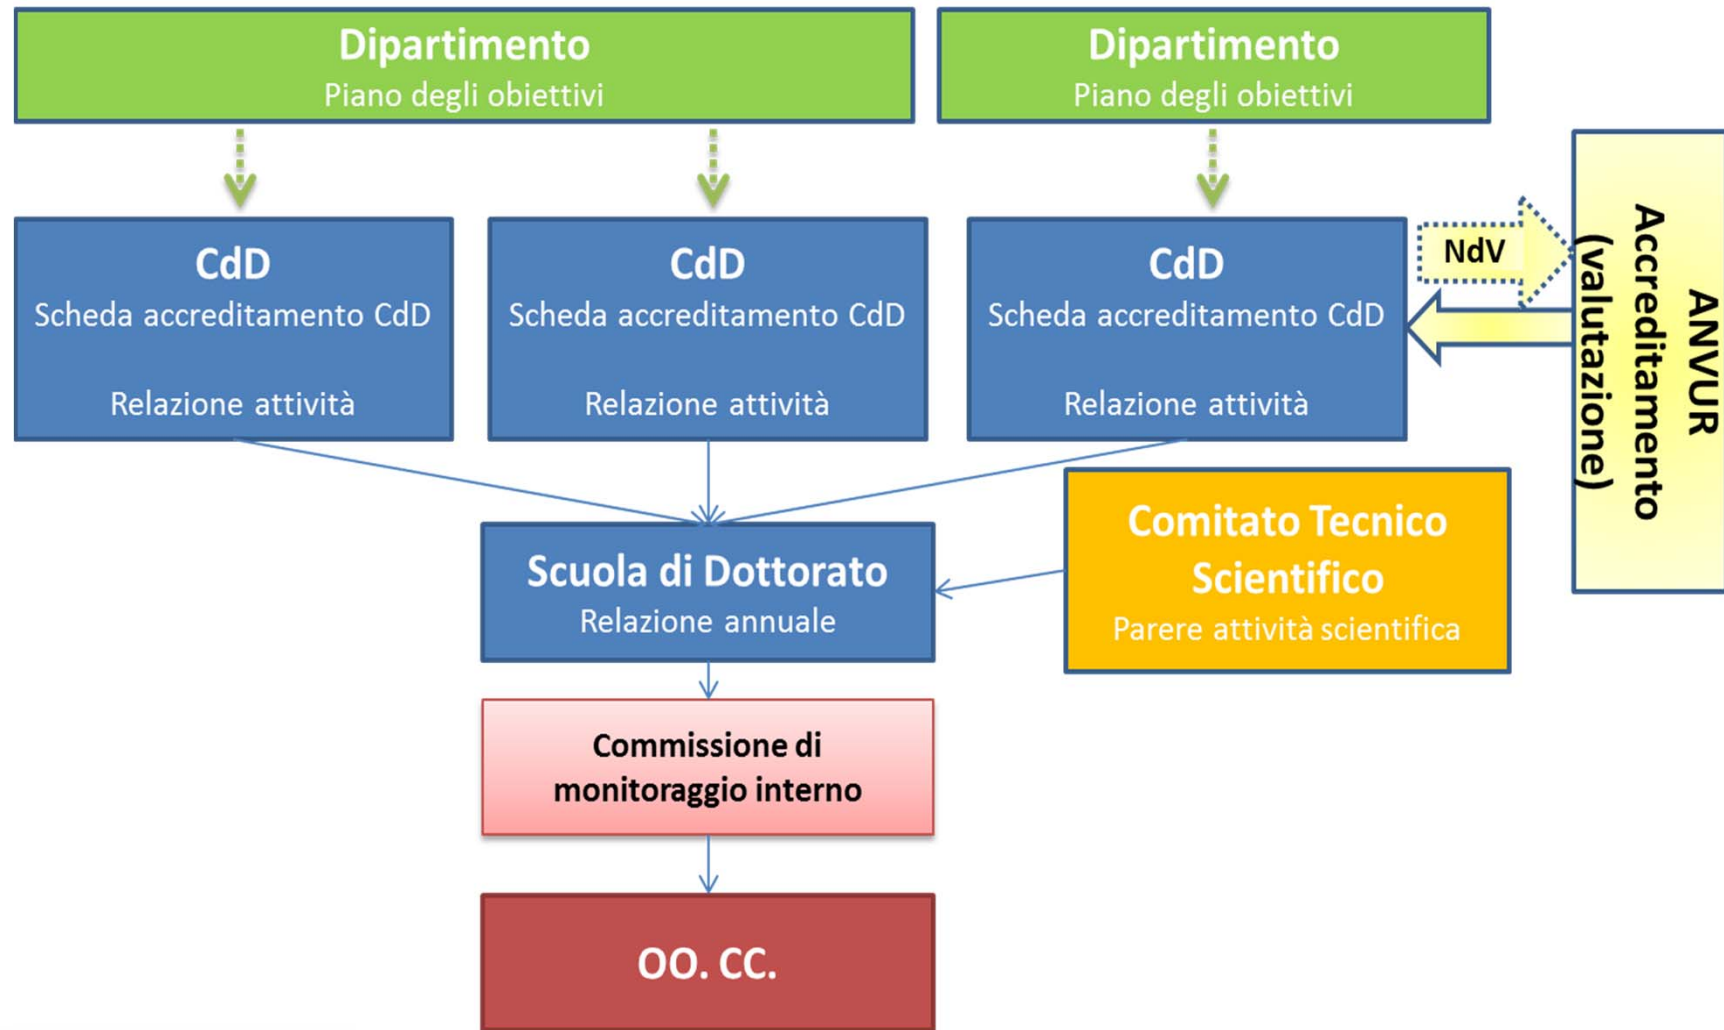 Dipartimento
Piano degli obiettivi
Dipartimento
Piano degli obiettivi
CdD
Scheda accreditamento CdD
Relazione attività
CdD
Scheda accreditamento CdD
Relazione attività
CdD
Scheda accreditamento CdD
Relazione attività
NdV
ANVUR
Accreditamento
(valutazione)
Scuola di Dottorato
Relazione annuale
Comitato Tecnico
Scientifico
Parere attività scientifica
Commissione di
monitoraggio interno
OO. CC.